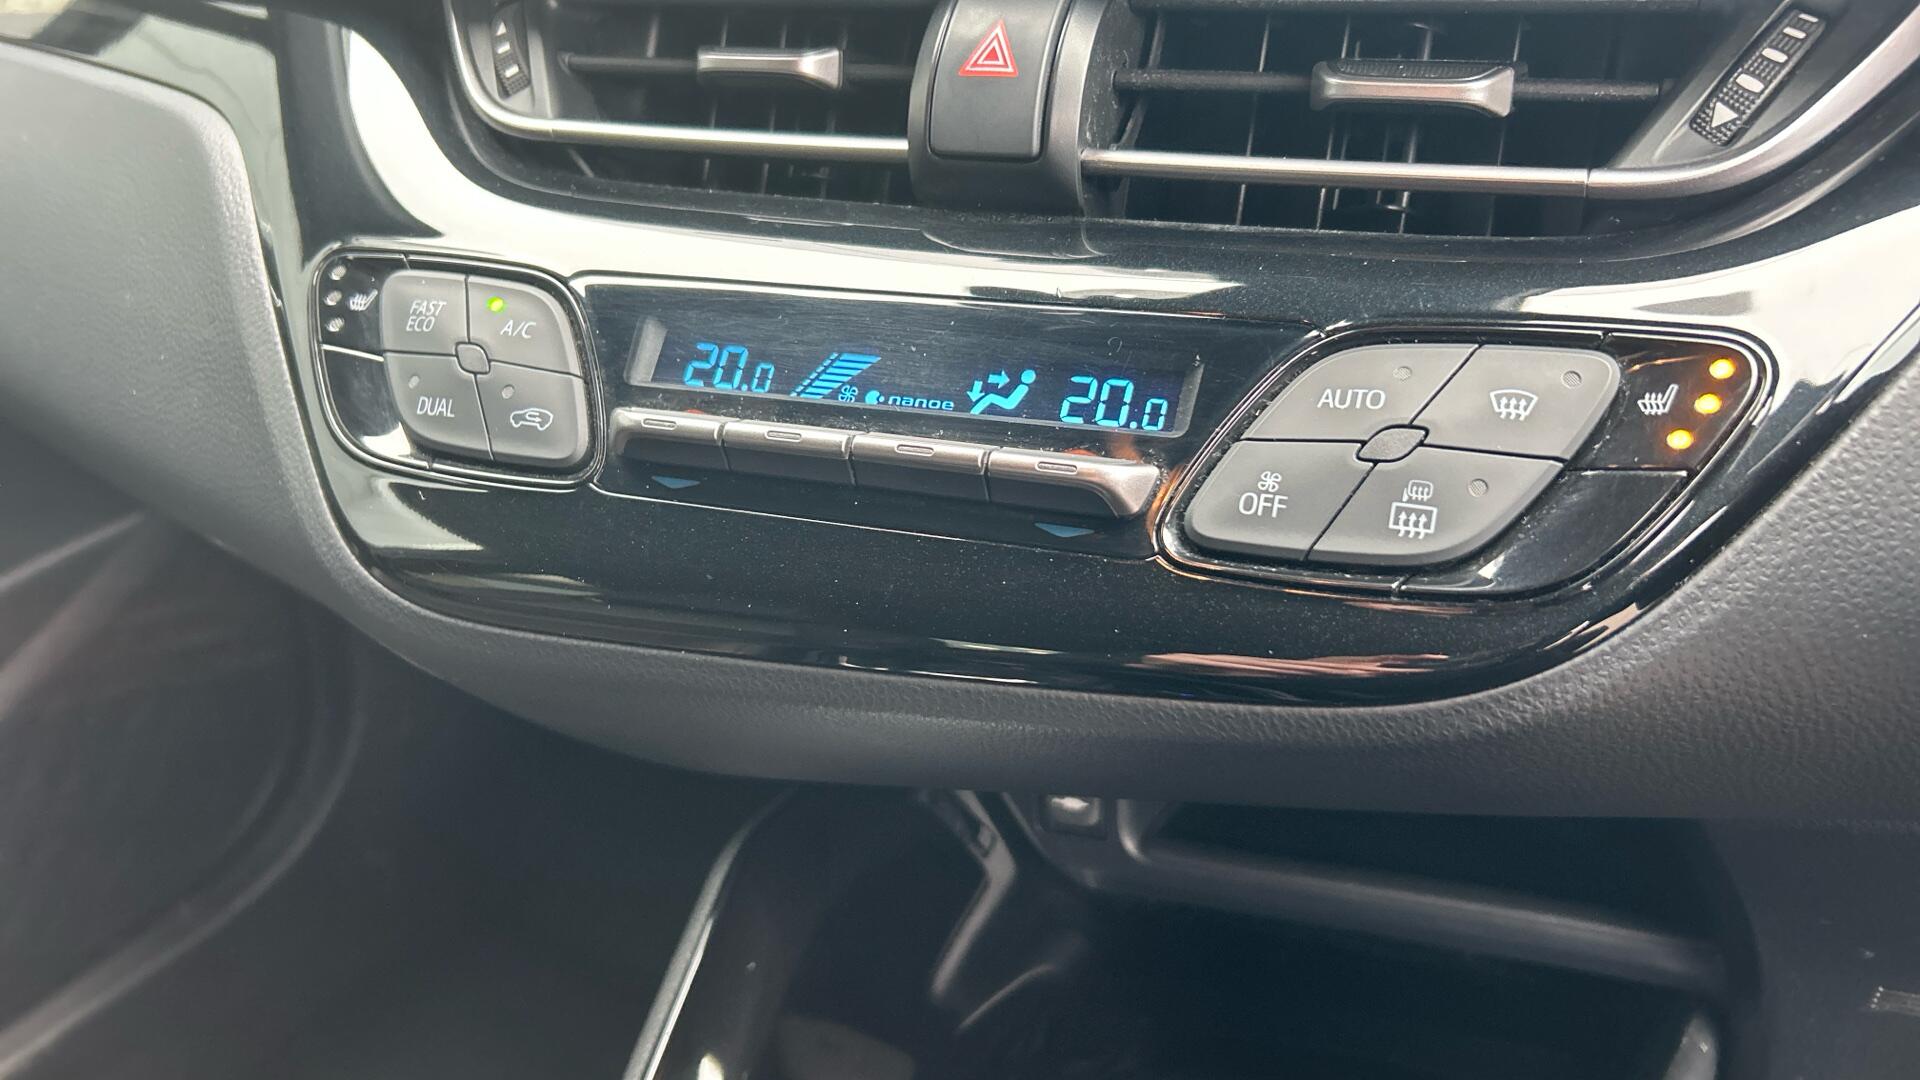 FAST
ECO
A/C
DUAL
20.0
nanoe
20.0
AUTO
OFF